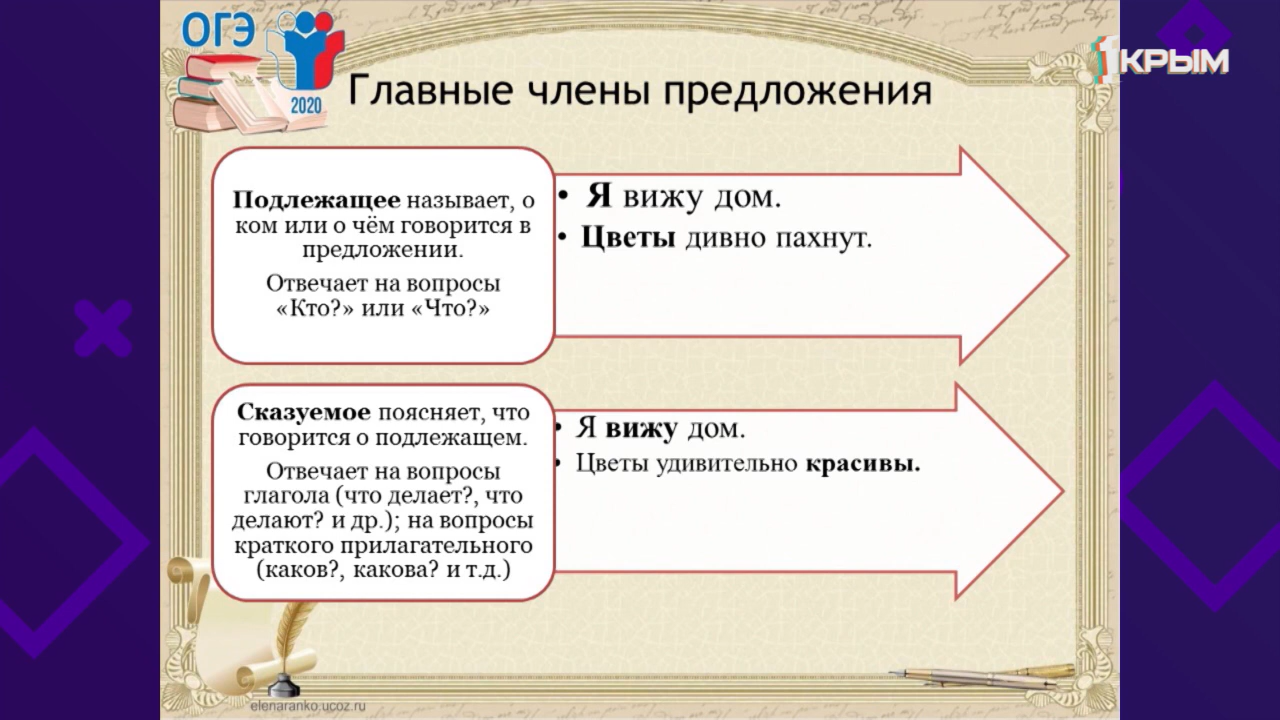 ОГЭ
2020
1 КРЫМ
Главные члены предложения
Подлежащее называет, о
ком или о чём говорится в
предложении.
Отвечает на вопросы
«Кто?» или «Что?»
• Я вижу дом.
• Цветы дивно пахнут.
Сказуемое поясняет, что
говорится о подлежащем.
Отвечает на вопросы
глагола (что делает?, что
делают? и др.); на вопросы
краткого прилагательного
(каков?, какова? и т.д.)
• Я вижу дом.
• Цветы удивительно красивы.
elenaranko.ucoz.ru